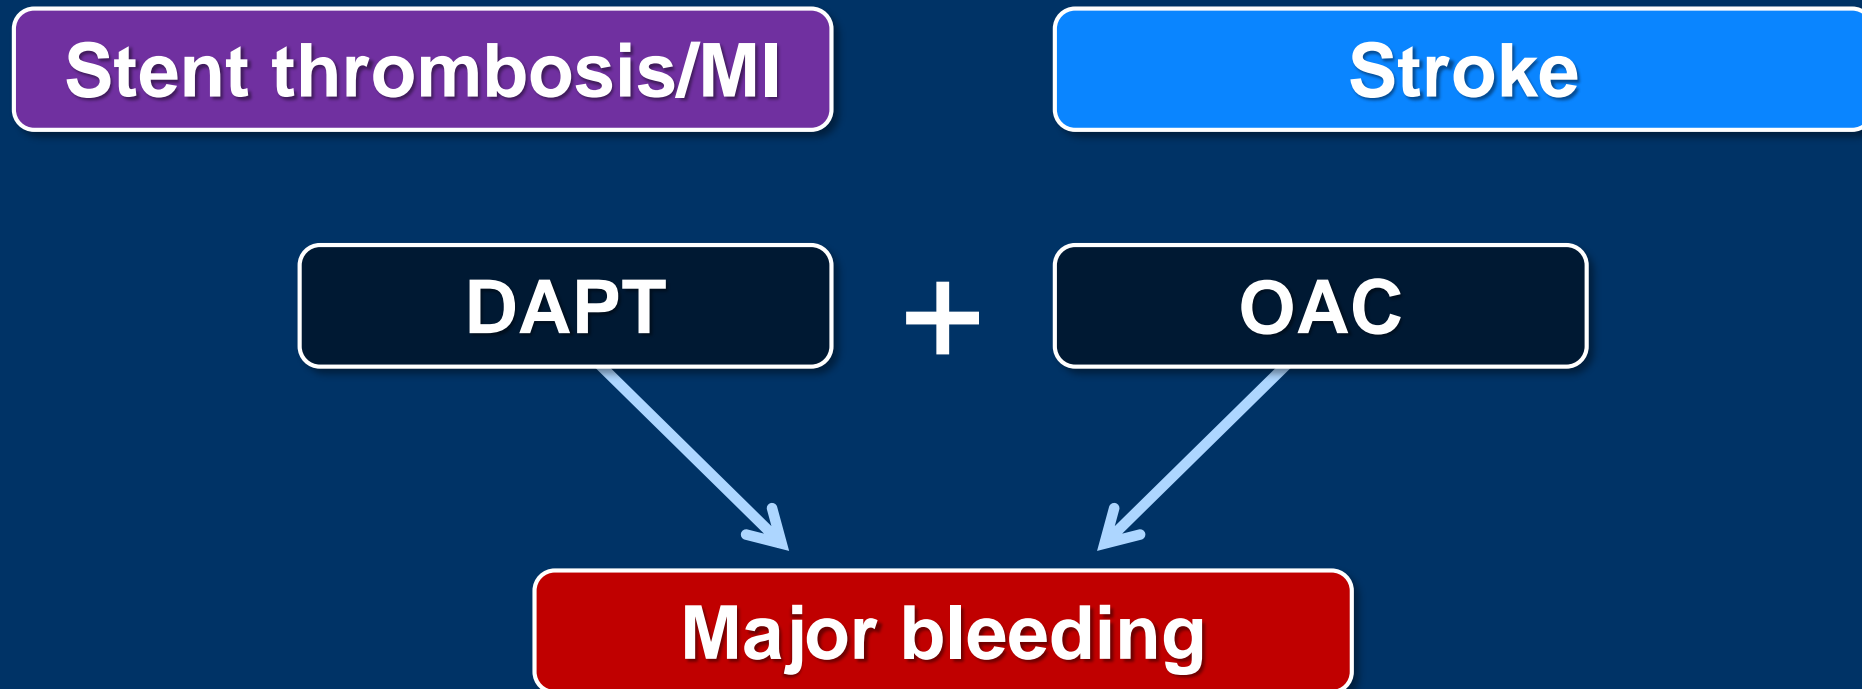 Stent thrombosis/MI
Stroke
DAPT
+
OAC
Major bleeding